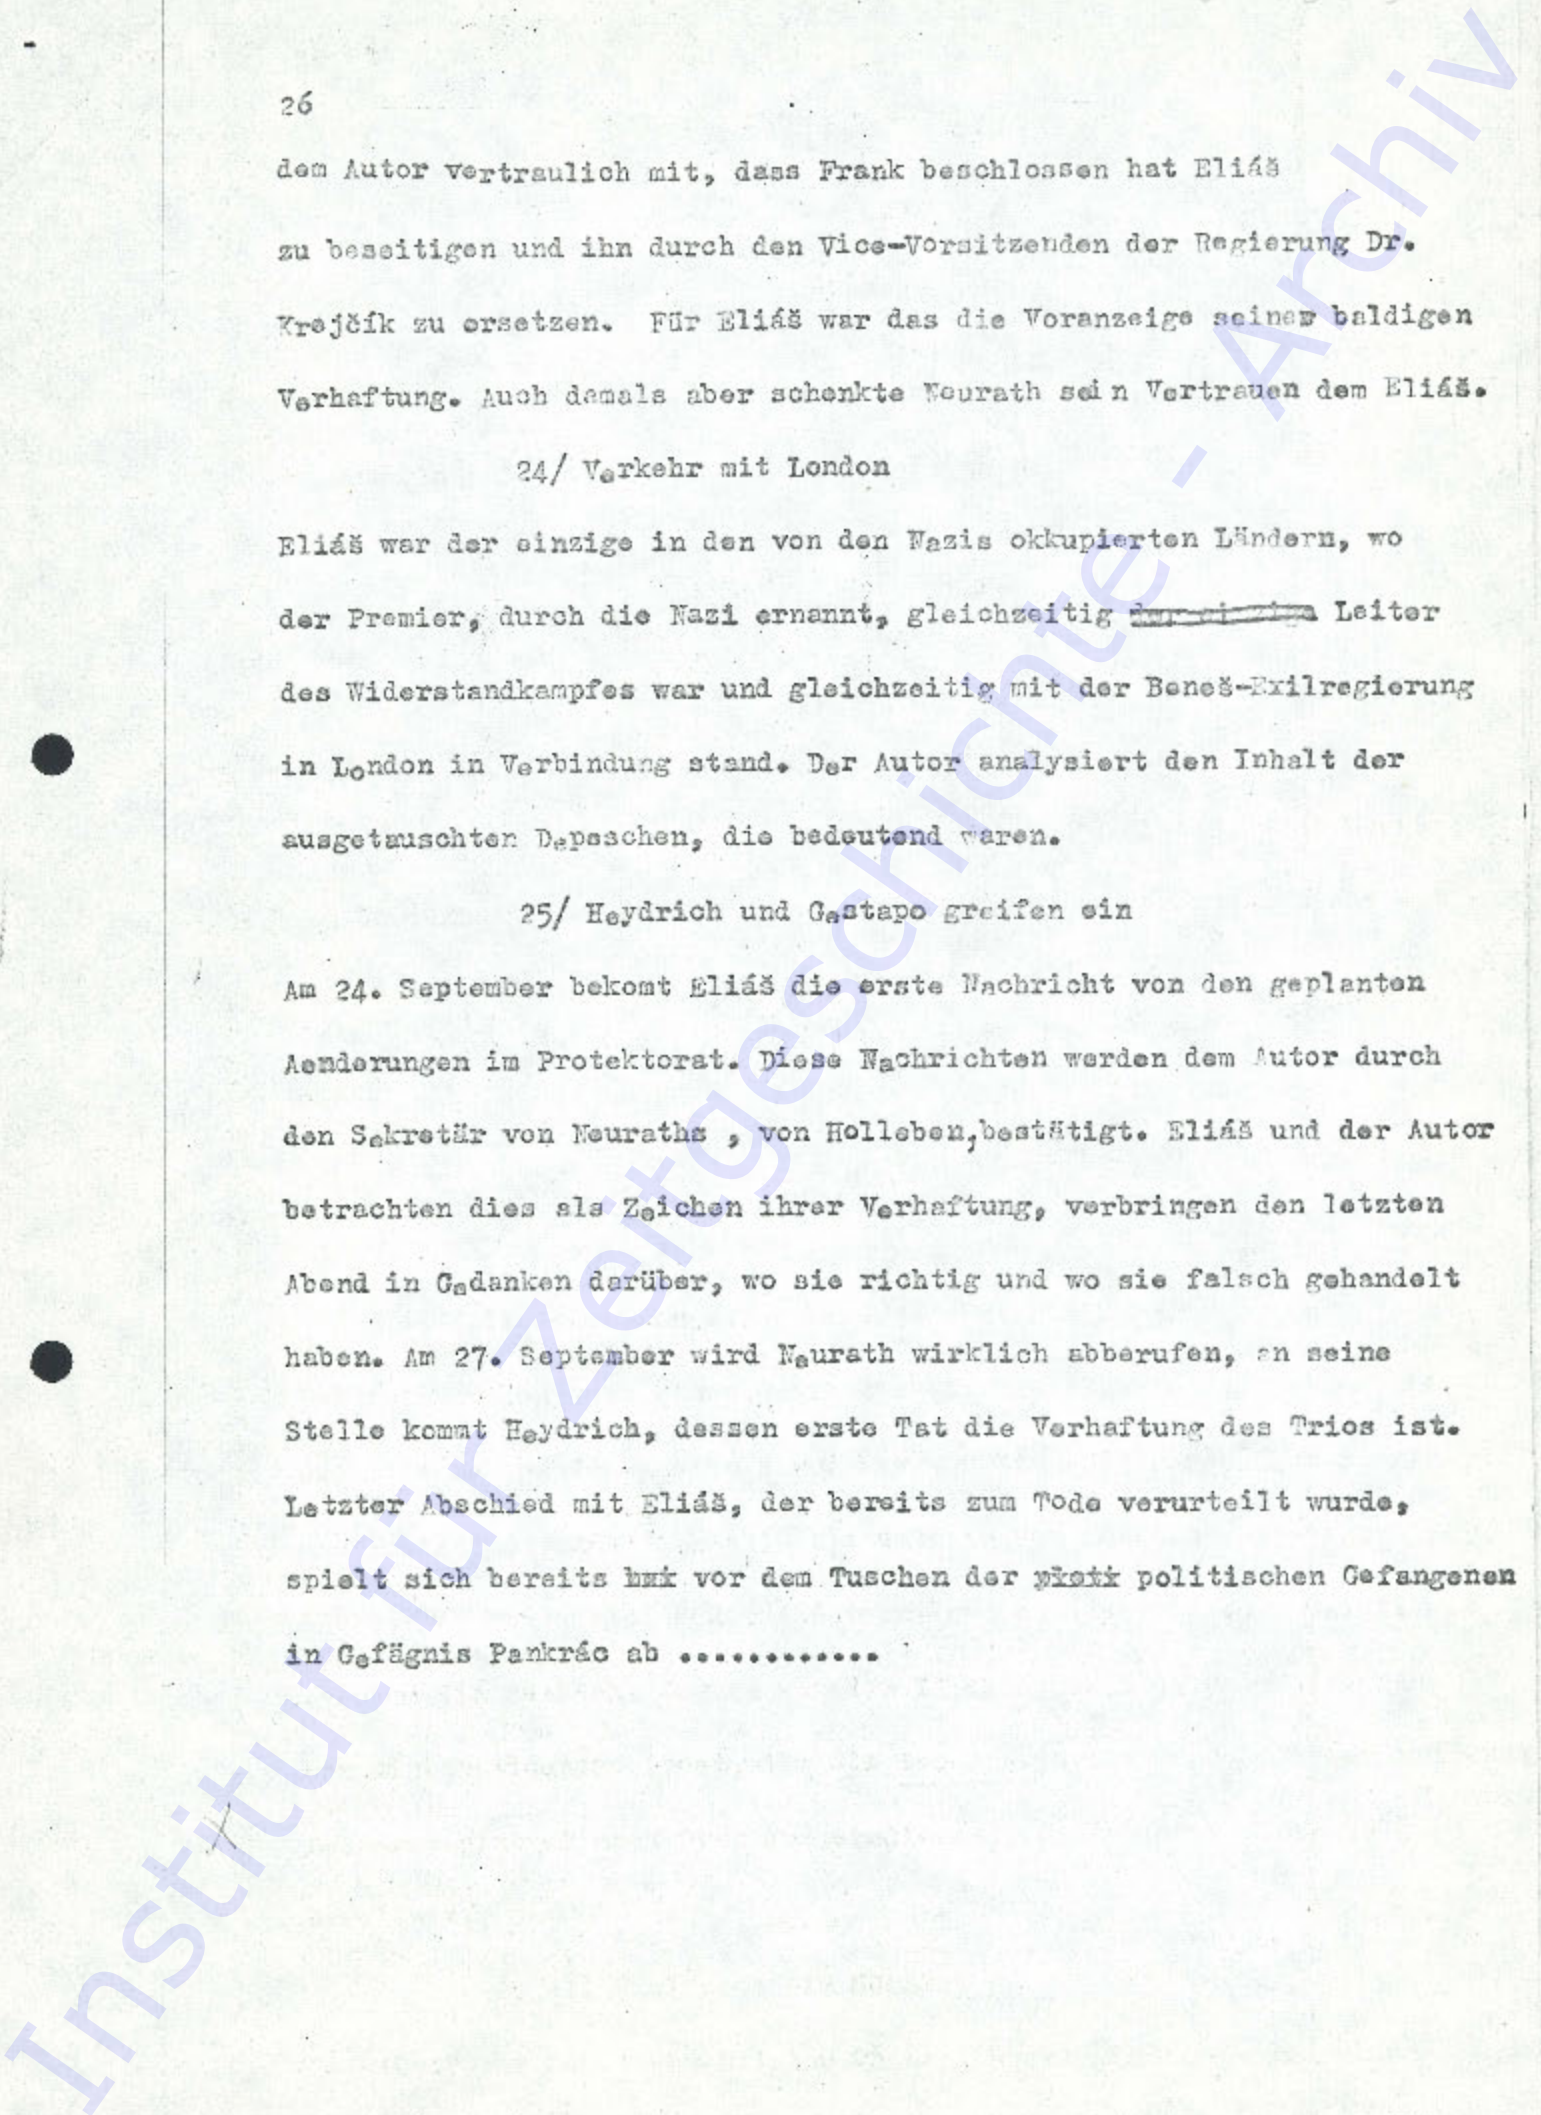 26
dem Autor vertraulich mit, dass Frank beschlossen hat Eliáš
zu beseitigen und ihn durch den Vice-Vorsitzenden der Regierung Dr.
Krejčík zu ersetzen. Für Eliáš war das die Voranzeige seiner baldigen
Verhaftung. Auch damals aber schenkte Neurath sein Vertrauen dem Eliáš.
24/ Verkehr mit London
Eliáš war der einzige in den von den Nazis okkupierten Ländern, wo
der Premier, durch die Nazi ernannt, gleichzeitig Leiter
des Widerstandkampfes war und gleichzeitig mit der Beneš-Exilregierung
in London in Verbindung stand. Der Autor analysiert den Inhalt der
ausgetauschten Depeschen, die bedeutend waren.
25/ Heydrich und Gestapo greifen ein
Am 24. September bekomt Eliáš die erste Nachricht von den geplanten
Aenderungen im Protektorat. Diese Nachrichten werden dem Autor durch
den Sekretär von Neuraths , von Holleben,bestätigt. Eliáš und der Autor
betrachten dies als Zeichen ihrer Verhaftung, verbringen den letzten
Abend in Gedanken darüber, wo sie richtig und wo sie falsch gehandelt
haben. Am 27. September wird Neurath wirklich abberufen, an seine
Stelle kommt Heydrich, dessen erste Tat die Verhaftung des Trios ist.
Letzter Abschied mit Eliáš, der bereits zum Tode verurteilt wurde,
spielt sich bereits vor dem Tuschen der politischen Gefangenen
in Gefägnis Pankrác ab ............
Institut für Zeitgeschichte - Archiv